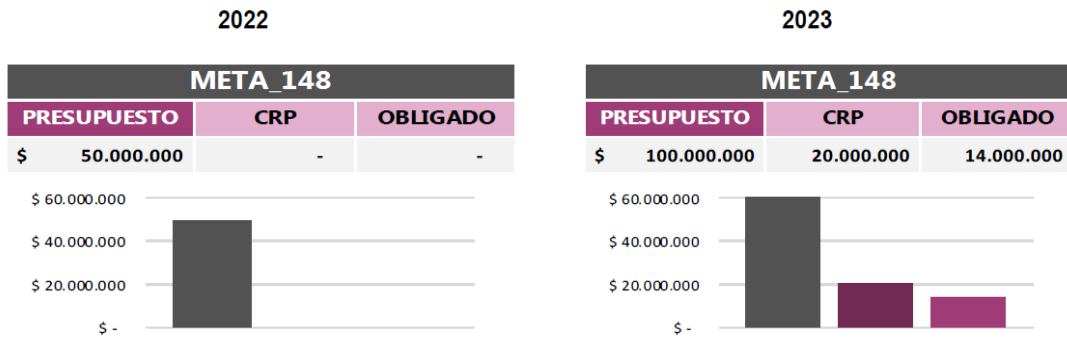 2022
META_148
PRESUPUESTO CRP OBLIGADO
$ 50.000.000 - -
$ 60.000.000
$ 40.000.000
$ 20.000.000
$ -
2023
META_148
PRESUPUESTO CRP OBLIGADO
$ 100.000.000 20.000.000 14.000.000
$ 60.000.000
$ 40.000.000
$ 20.000.000
$ -